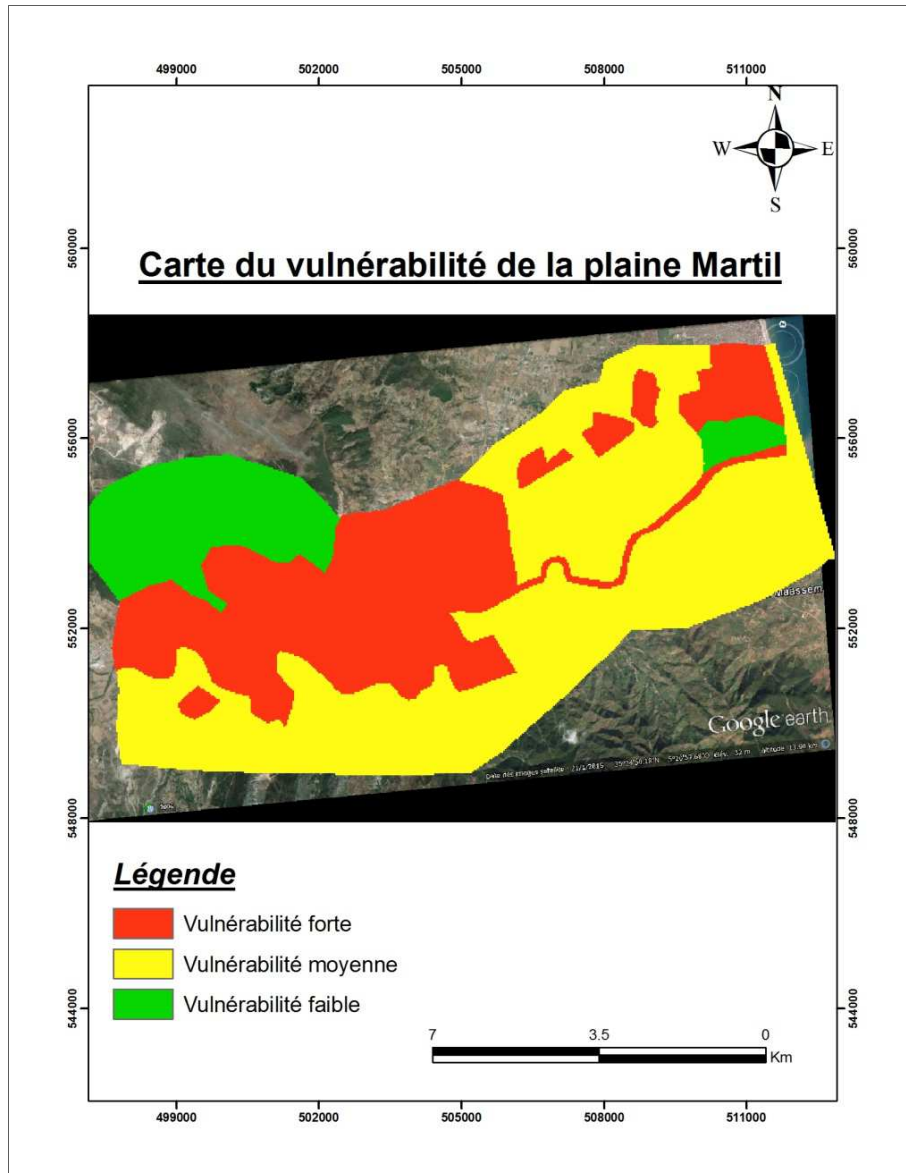 499000 502000 505000 508000 511000
N
W E
S
560000 560000
Carte du vulnérabilité de la plaine Martil
556000 556000
552000 552000
Google earth
548000 548000
Légende
Vulnérabilité forte
Vulnérabilité moyenne
Vulnérabilité faible
544000 544000
7 3.5 0
Km
499000 502000 505000 508000 511000